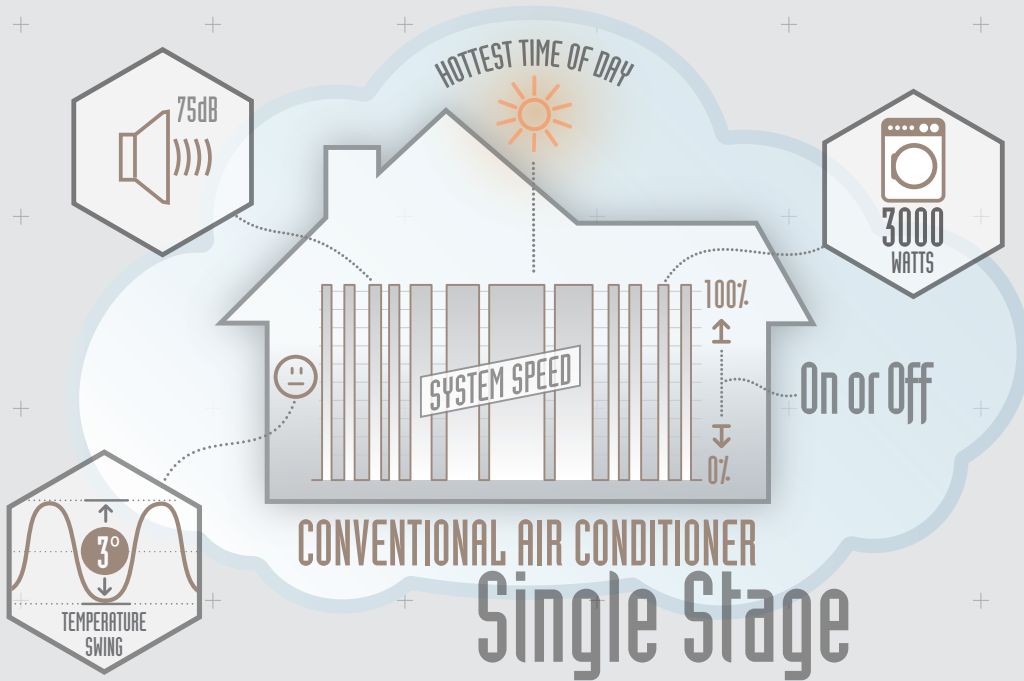 HOTTEST TIME OF DAY
75dB
3000
WATTS
100%
SYSTEM SPEED
On or Off
0%
3°
TEMPERATURE
SWING
CONVENTIONAL AIR CONDITIONER
Single Stage